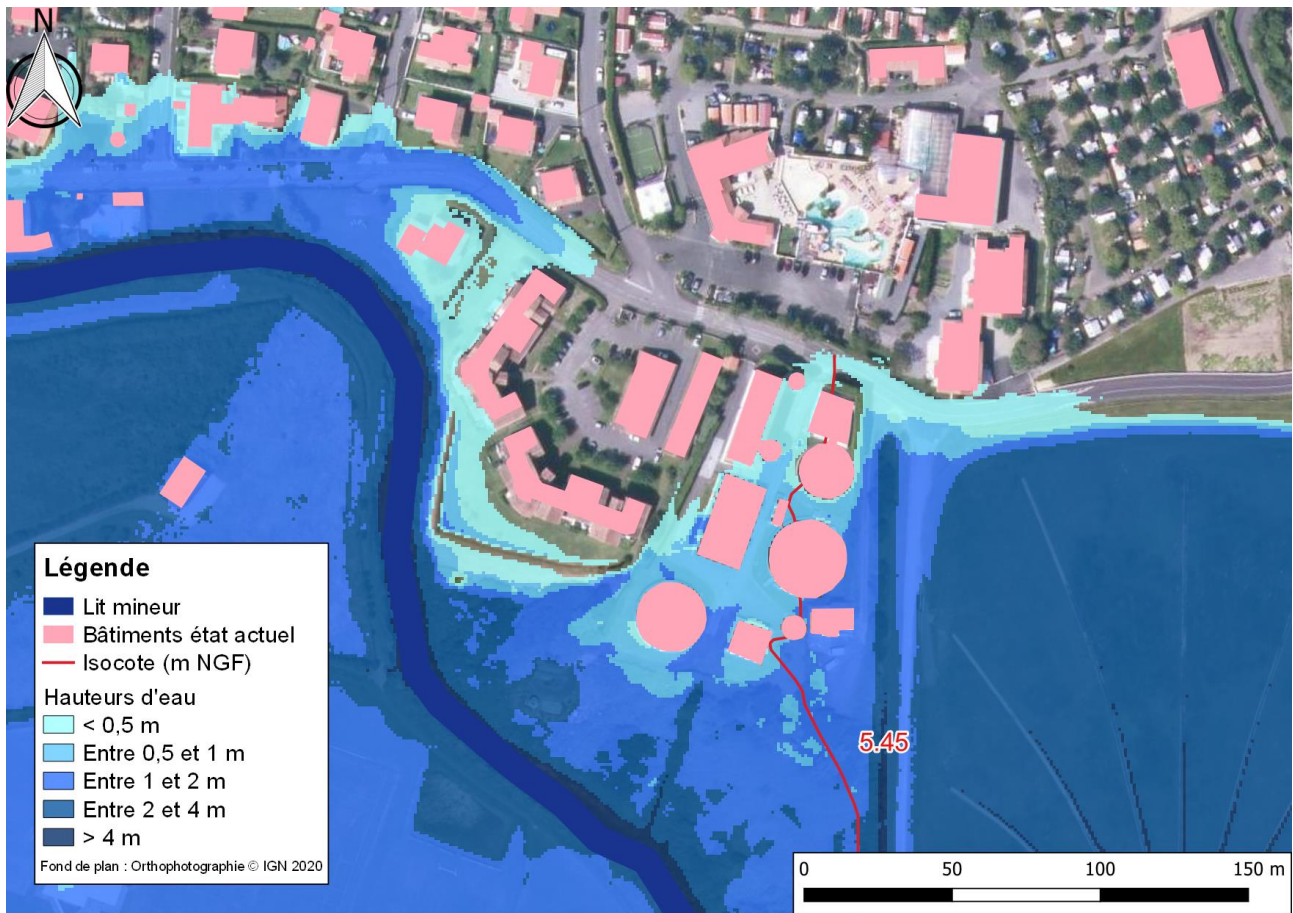 N
5.45
Légende
Lit mineur
Bâtiments état actuel
Isocote (m NGF)
Hauteurs d'eau
< 0,5 m
Entre 0,5 et 1 m
Entre 1 et 2 m
Entre 2 et 4 m
> 4 m
Fond de plan : Orthophotographie © IGN 2020
0 50 100 150 m